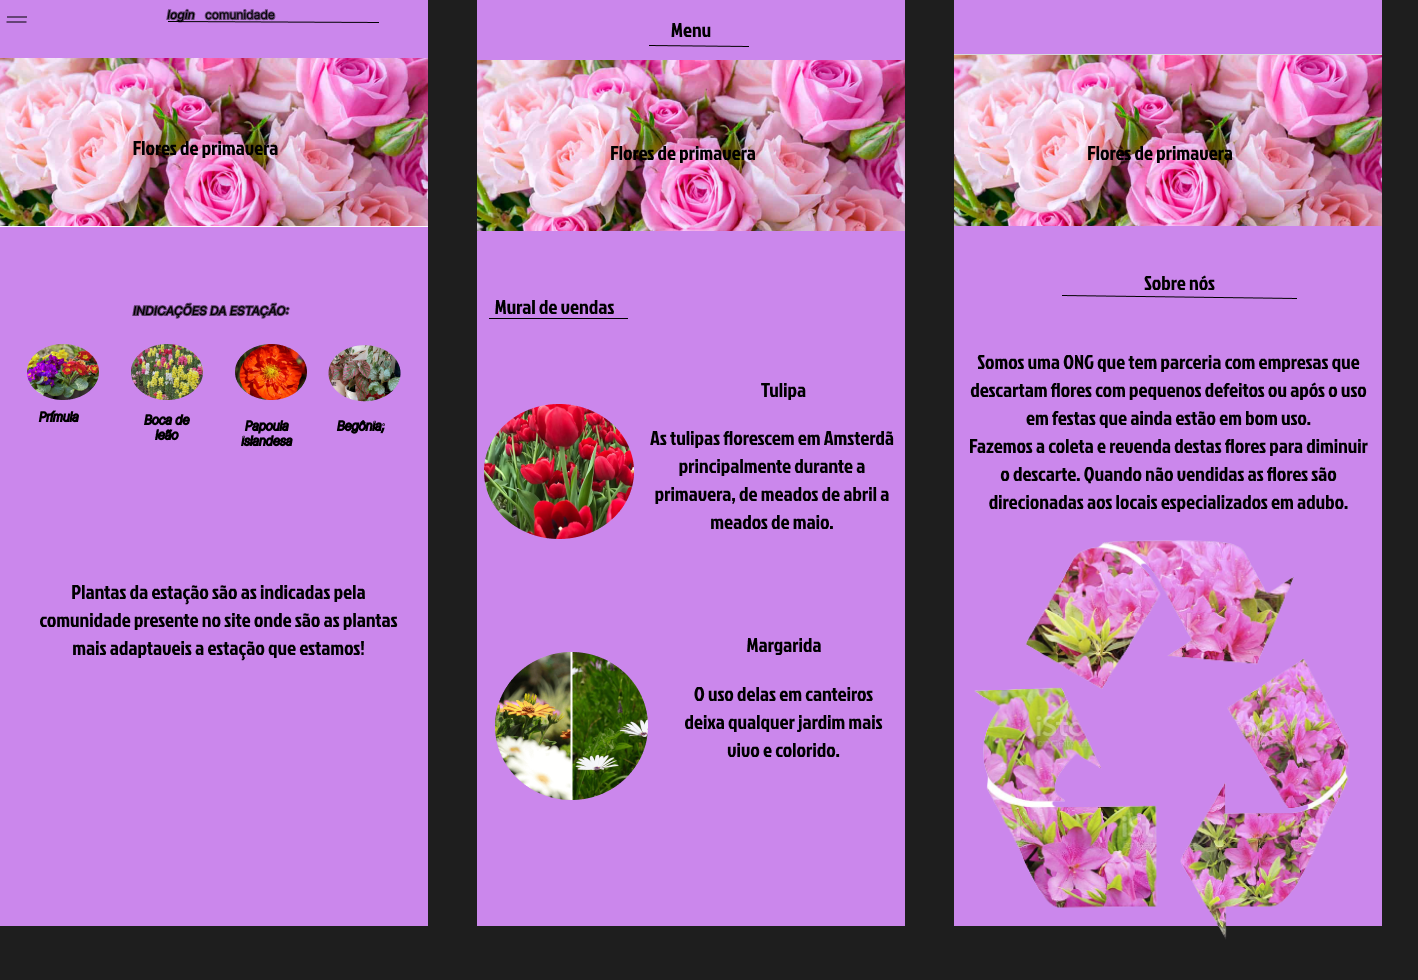 login comunidade
Flores de primavera
INDICAÇÕES DA ESTAÇÃO:
Prímula
Boca de
leão
Papoula
islandesa
Begônia;
Plantas da estação são as indicadas pela
comunidade presente no site onde são as plantas
mais adaptaveis a estação que estamos!
Menu
Flores de primavera
Mural de vendas
Tulipa
As tulipas florescem em Amsterdã
principalmente durante a
primavera, de meados de abril a
meados de maio.
Margarida
O uso delas em canteiros
deixa qualquer jardim mais
vivo e colorido.
Flores de primavera
Sobre nós
Somos uma ONG que tem parceria com empresas que
descartam flores com pequenos defeitos ou após o uso
em festas que ainda estão em bom uso.
Fazemos a coleta e revenda destas flores para diminuir
o descarte. Quando não vendidas as flores são
direcionadas aos locais especializados em adubo.